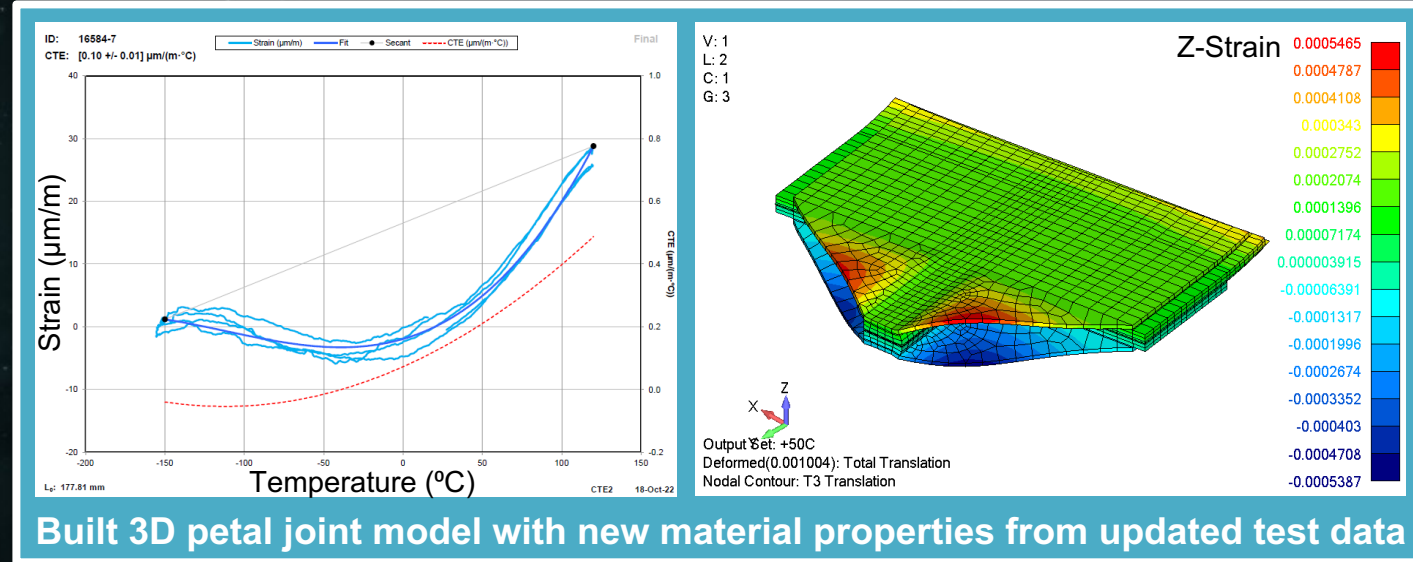 ID: 16584-7
CTE: [0.10 +/- 0.01] µm/(m·°C)
Strain (µm/m) Fit Secant CTE (µm/(m·°C))
Final
40
30
20
10
0
-10
-20
1.0
0.8
0.6
0.4
0.2
0.0
-0.2
Strain (µm/m)
CTE (µm/(m·°C))
-200 -150 -100 -50 0 50 100 150
L₀: 177.81 mm
Temperature (ºC)
CTE2 18-Oct-22
V: 1
L: 2
C: 1
G: 3
Z-Strain
0.0005465
0.0004787
0.0004108
0.000343
0.0002752
0.0002074
0.0001396
0.00007174
0.000003915
-0.00006391
-0.0001317
-0.0001996
-0.0002674
-0.0003352
-0.000403
-0.0004708
-0.0005387
Z
X
Y
Output Set: +50C
Deformed(0.001004): Total Translation
Nodal Contour: T3 Translation
Built 3D petal joint model with new material properties from updated test data